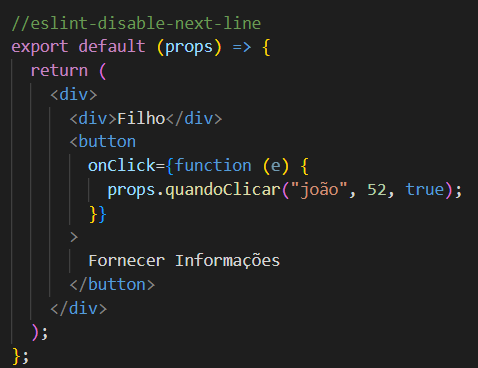 //eslint-disable-next-line
export default (props) => {
  return (
    <div>
      <div>Filho</div>
      <button
        onClick={function (e) {
          props.quandoClicar("joão", 52, true);
        }}
      >
        Fornecer Informações
      </button>
    </div>
  );
};